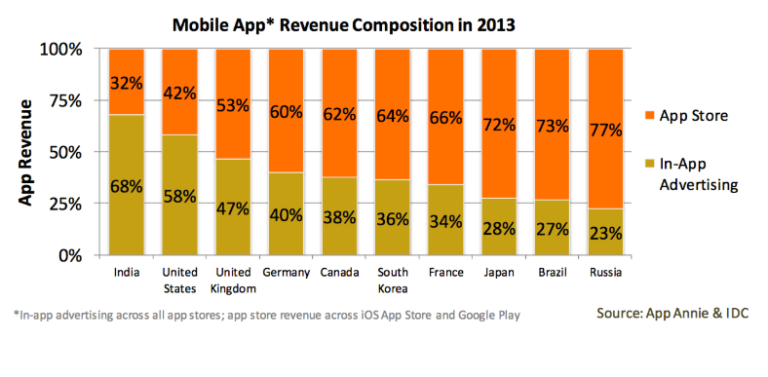 Mobile App* Revenue Composition in 2013
100%
75%
50%
25%
0%
App Revenue
32% 42% 53% 60% 62% 64% 66% 72% 73% 77%
68% 58% 47% 40% 38% 36% 34% 28% 27% 23%
India United States United Kingdom Germany Canada South Korea France Japan Brazil Russia
App Store
In-App
Advertising
*In-app advertising across all app stores; app store revenue across iOS App Store and Google Play
Source: App Annie & IDC